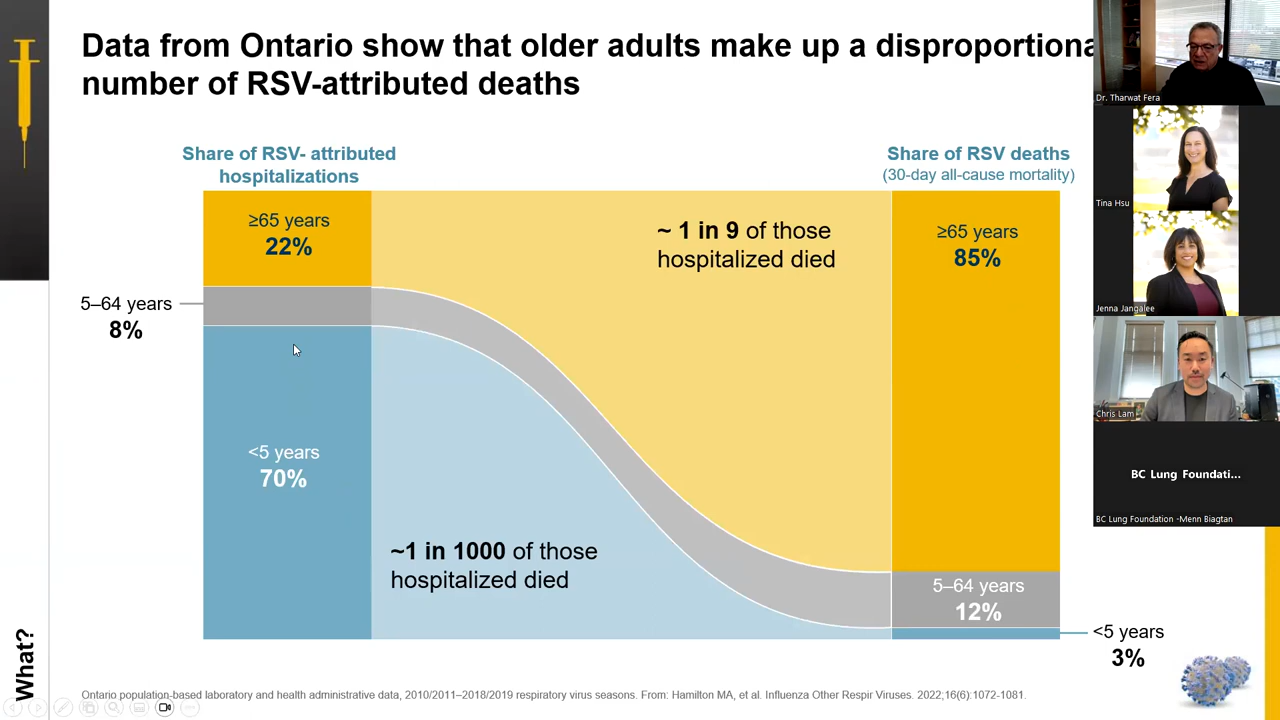 Data from Ontario show that older adults make up a disproportiona
number of RSV-attributed deaths
Share of RSV- attributed
hospitalizations
Share of RSV deaths
(30-day all-cause mortality)
≥65 years
22%
~ 1 in 9 of those
hospitalized died
≥65 years
85%
5–64 years
8%
<5 years
70%
~1 in 1000 of those
hospitalized died
5–64 years
12%
<5 years
3%
What?
Ontario population-based laboratory and health administrative data, 2010/2011–2018/2019 respiratory virus seasons. From: Hamilton MA, et al. Influenza Other Respir Viruses. 2022;16(6):1072-1081.
Dr. Tharwat Fera
Tina Hsu
Jenna Jangalee
Chris Lam
BC Lung Foundati...
BC Lung Foundation -Menn Biagtan